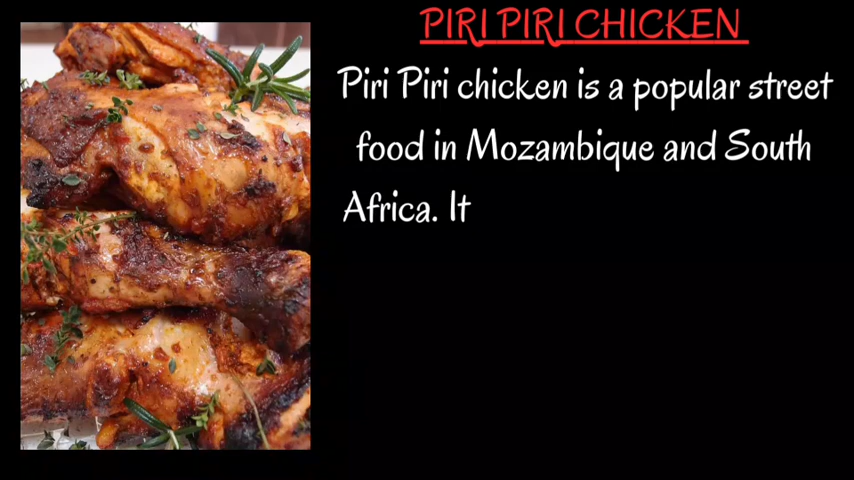 PIRI PIRI CHICKEN
Piri Piri chicken is a popular street
food in Mozambique and South
Africa. It